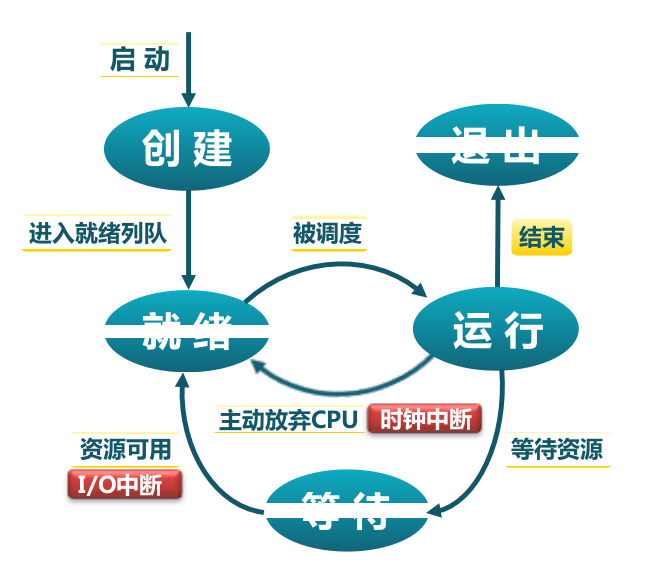 启动
创建
退出
进入就绪列队
被调度
结束
就绪
运行
主动放弃CPU
时钟中断
资源可用
I/O中断
等待资源
等待